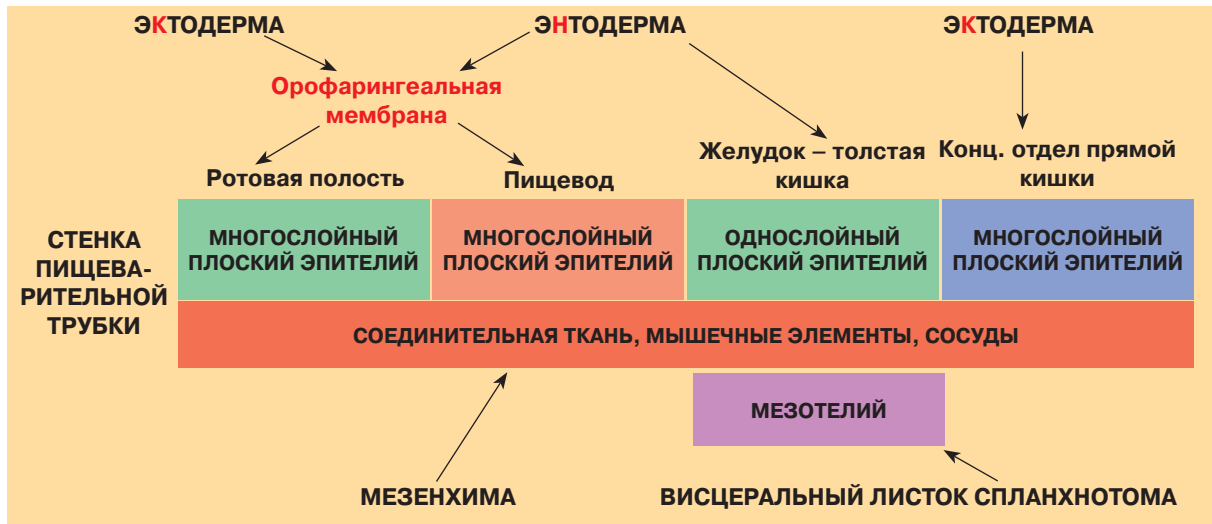 ЭКТОДЕРМА
ЭНТОДЕРМА
ЭКТОДЕРМА
Орофарингеальная
мембрана
Ротовая полость
Пищевод
Желудок – толстая
кишка
Конц. отдел прямой
кишки
СТЕНКА
ПИЩЕВА-
РИТЕЛЬНОЙ
ТРУБКИ
МНОГОСЛОЙНЫЙ
ПЛОСКИЙ ЭПИТЕЛИЙ
МНОГОСЛОЙНЫЙ
ПЛОСКИЙ ЭПИТЕЛИЙ
ОДНОСЛОЙНЫЙ
ПЛОСКИЙ ЭПИТЕЛИЙ
МНОГОСЛОЙНЫЙ
ПЛОСКИЙ ЭПИТЕЛИЙ
СОЕДИНИТЕЛЬНАЯ ТКАНЬ, МЫШЕЧНЫЕ ЭЛЕМЕНТЫ, СОСУДЫ
МЕЗОТЕЛИЙ
МЕЗЕНХИМА
ВИСЦЕРАЛЬНЫЙ ЛИСТОК СПЛАНХНОТОМА